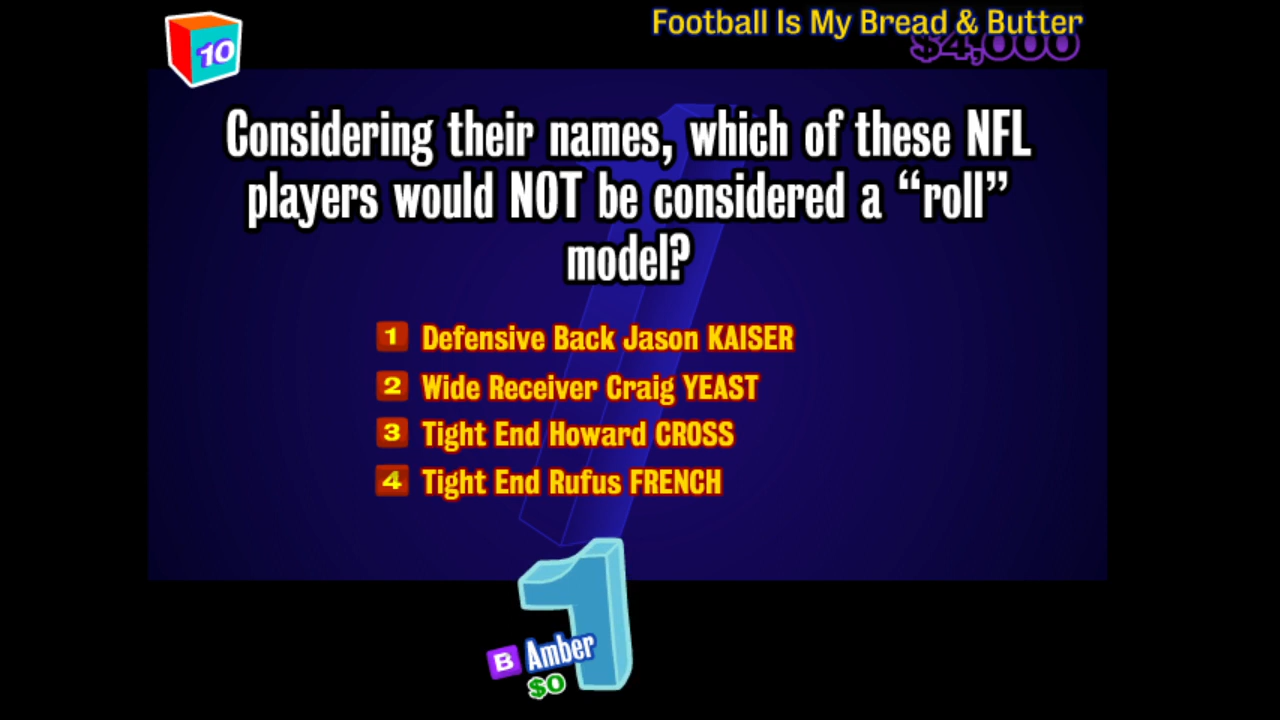 10
Football Is My Bread & Butter
$4,000
Considering their names, which of these NFL
players would NOT be considered a “roll”
model?
1 Defensive Back Jason KAISER
2 Wide Receiver Craig YEAST
3 Tight End Howard CROSS
4 Tight End Rufus FRENCH
1
B Amber
$0